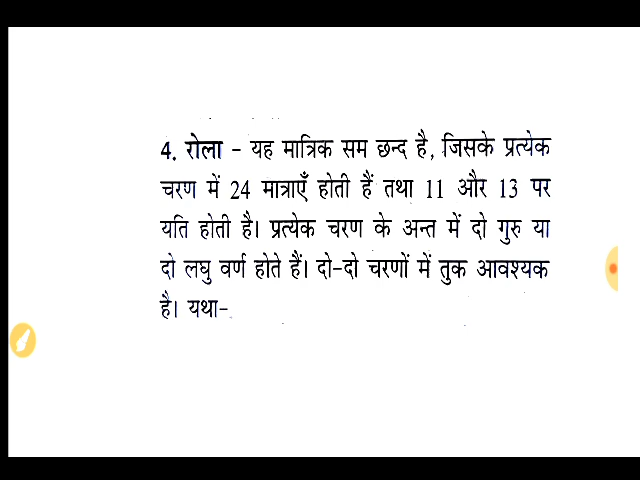 4. रोला - यह मात्रिक सम छन्द है, जिसके प्रत्येक
चरण में 24 मात्राएँ होती हैं तथा 11 और 13 पर
यति होती है। प्रत्येक चरण के अन्त में दो गुरु या
दो लघु वर्ण होते हैं। दो-दो चरणों में तुक आवश्यक
है। यथा-